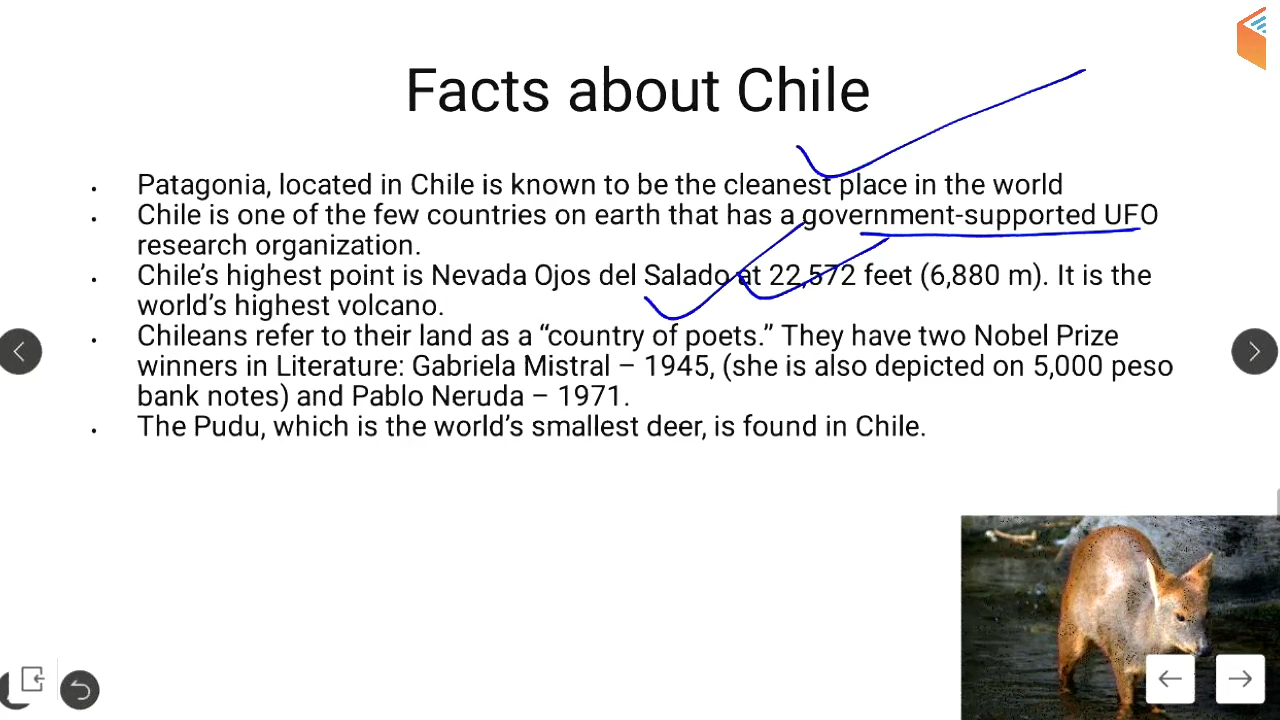 Facts about Chile
• Patagonia, located in Chile is known to be the cleanest place in the world
• Chile is one of the few countries on earth that has a government-supported UFO
research organization.
• Chile's highest point is Nevada Ojos del Salado at 22,572 feet (6,880 m). It is the
world's highest volcano.
• Chileans refer to their land as a “country of poets.” They have two Nobel Prize
winners in Literature: Gabriela Mistral – 1945, (she is also depicted on 5,000 peso
bank notes) and Pablo Neruda – 1971.
• The Pudu, which is the world's smallest deer, is found in Chile.